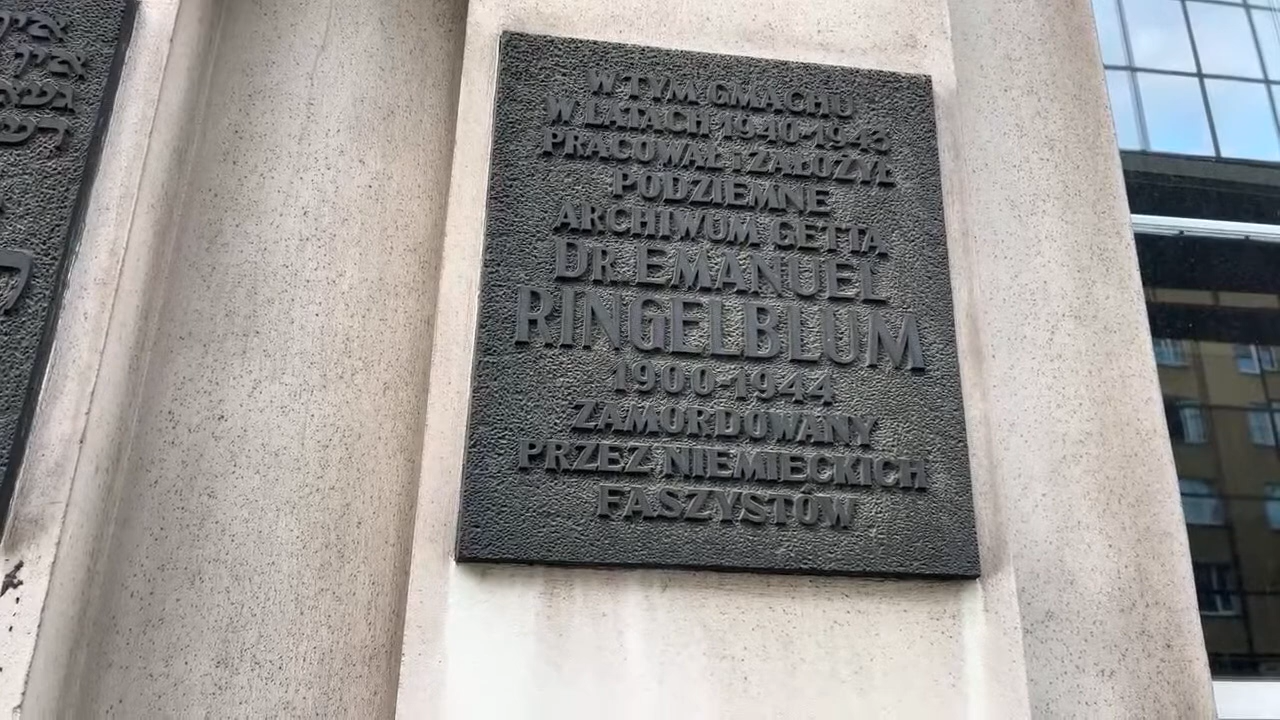 W TYM GMACHU
W LATACH 1940-1943
PRACOWAŁ i ZAŁOŻYŁ
PODZIEMNE
ARCHIWUM GETTA
DR. EMANUEL
RINGELBLUM
1900-1944
ZAMORDOWANY
PRZEZ NIEMIECKICH
FASZYSTÓW